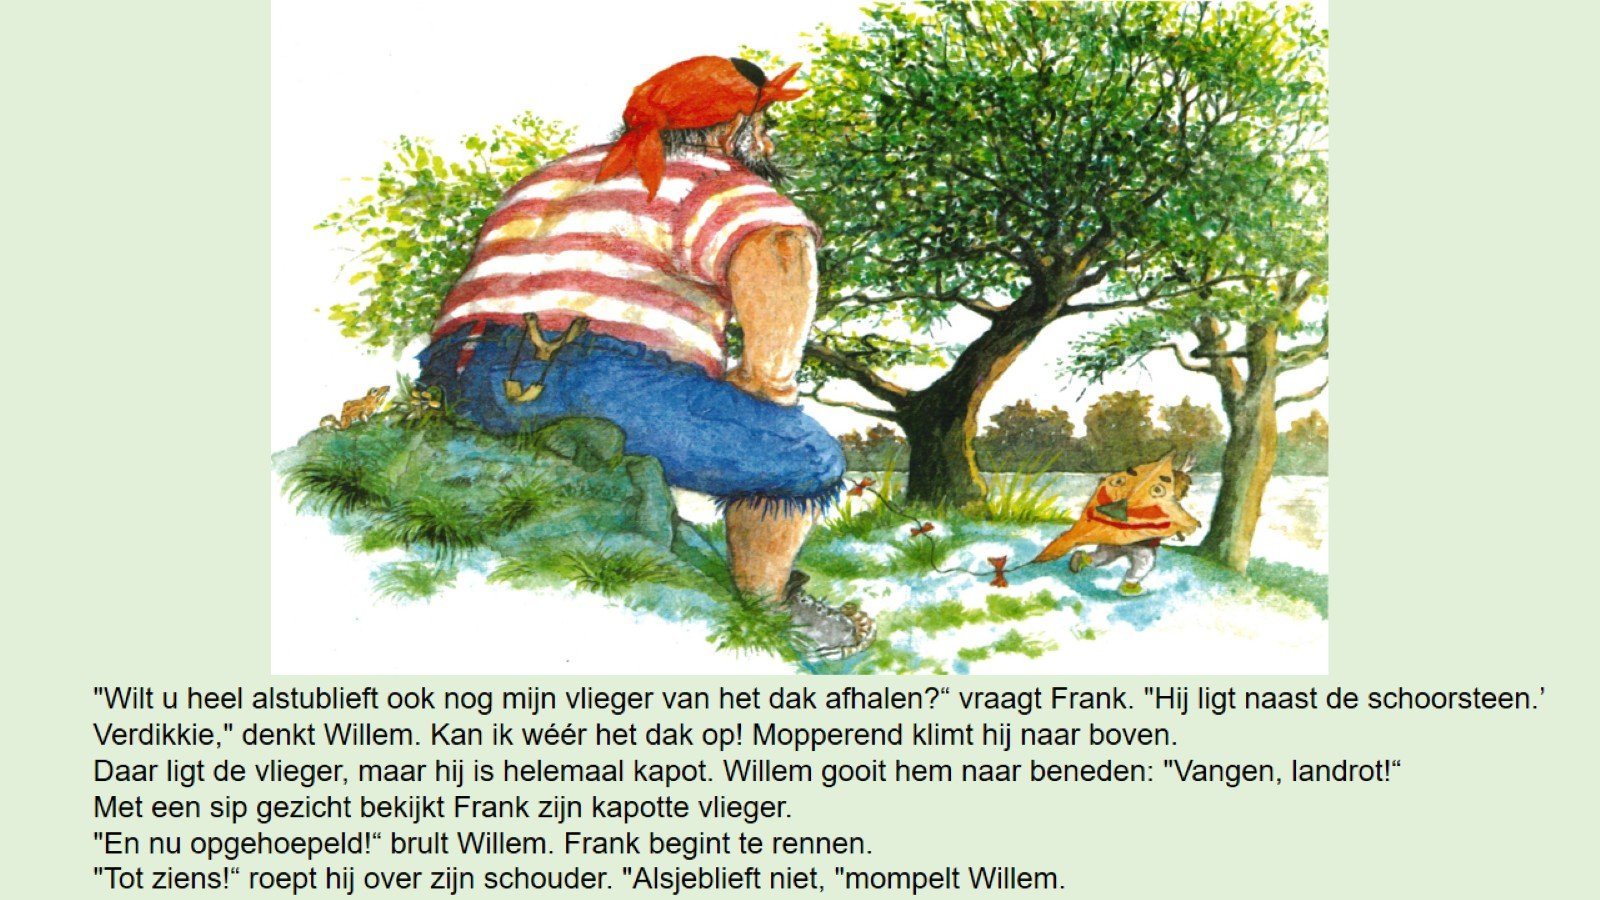 "Wilt u heel alstublieft ook nog mijn vlieger van het dak afhalen?“ vraagt Frank. "Hij ligt naast de schoorsteen.’
Verdikkie," denkt Willem. Kan ik wéér het dak op! Mopperend klimt hij naar boven.
Daar ligt de vlieger, maar hij is helemaal kapot. Willem gooit hem naar beneden: "Vangen, landrot!“
Met een sip gezicht bekijkt Frank zijn kapotte vlieger.
"En nu opgehoepeld!“ brult Willem. Frank begint te rennen.
"Tot ziens!“ roept hij over zijn schouder. "Alsjeblieft niet, "mompelt Willem.